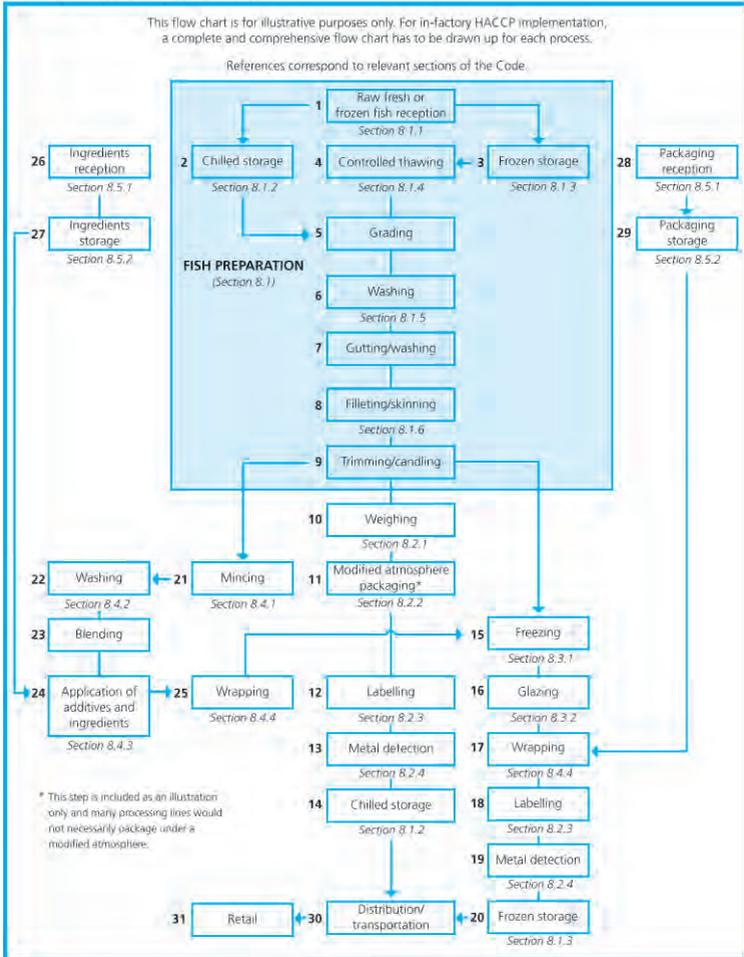 This flow chart is for illustrative purposes only. For in-factory HACCP implementation,
a complete and comprehensive flow chart has to be drawn up for each process.
References correspond to relevant sections of the Code.
1 Raw fresh or
frozen fish reception
Section 8.1.1
26 Ingredients
reception
Section 8.5.1
2 Chilled storage
Section 8.1.2
4 Controlled thawing
Section 8.1.4
3 Frozen storage
Section 8.1.3
28 Packaging
reception
Section 8.5.1
27 Ingredients
storage
Section 8.5.2
5 Grading
29 Packaging
storage
Section 8.5.2
FISH PREPARATION
(Section 8.1)
6 Washing
Section 8.1.5
7 Gutting/washing
8 Filleting/skinning
Section 8.1.6
9 Trimming/candling
10 Weighing
Section 8.2.1
22 Washing
Section 8.4.2
21 Mincing
Section 8.4.1
11 Modified atmosphere
packaging*
Section 8.2.2
23 Blending
15 Freezing
Section 8.3.1
24 Application of
additives and
ingredients
Section 8.4.3
25 Wrapping
Section 8.4.4
12 Labelling
Section 8.2.3
16 Glazing
Section 8.3.2
13 Metal detection
Section 8.2.4
17 Wrapping
Section 8.4.4
* This step is included as an illustration
only and many processing lines would
not necessarily package under a
modified atmosphere.
14 Chilled storage
Section 8.1.2
18 Labelling
Section 8.2.3
19 Metal detection
Section 8.2.4
31 Retail
30 Distribution/
transportation
20 Frozen storage
Section 8.1.3